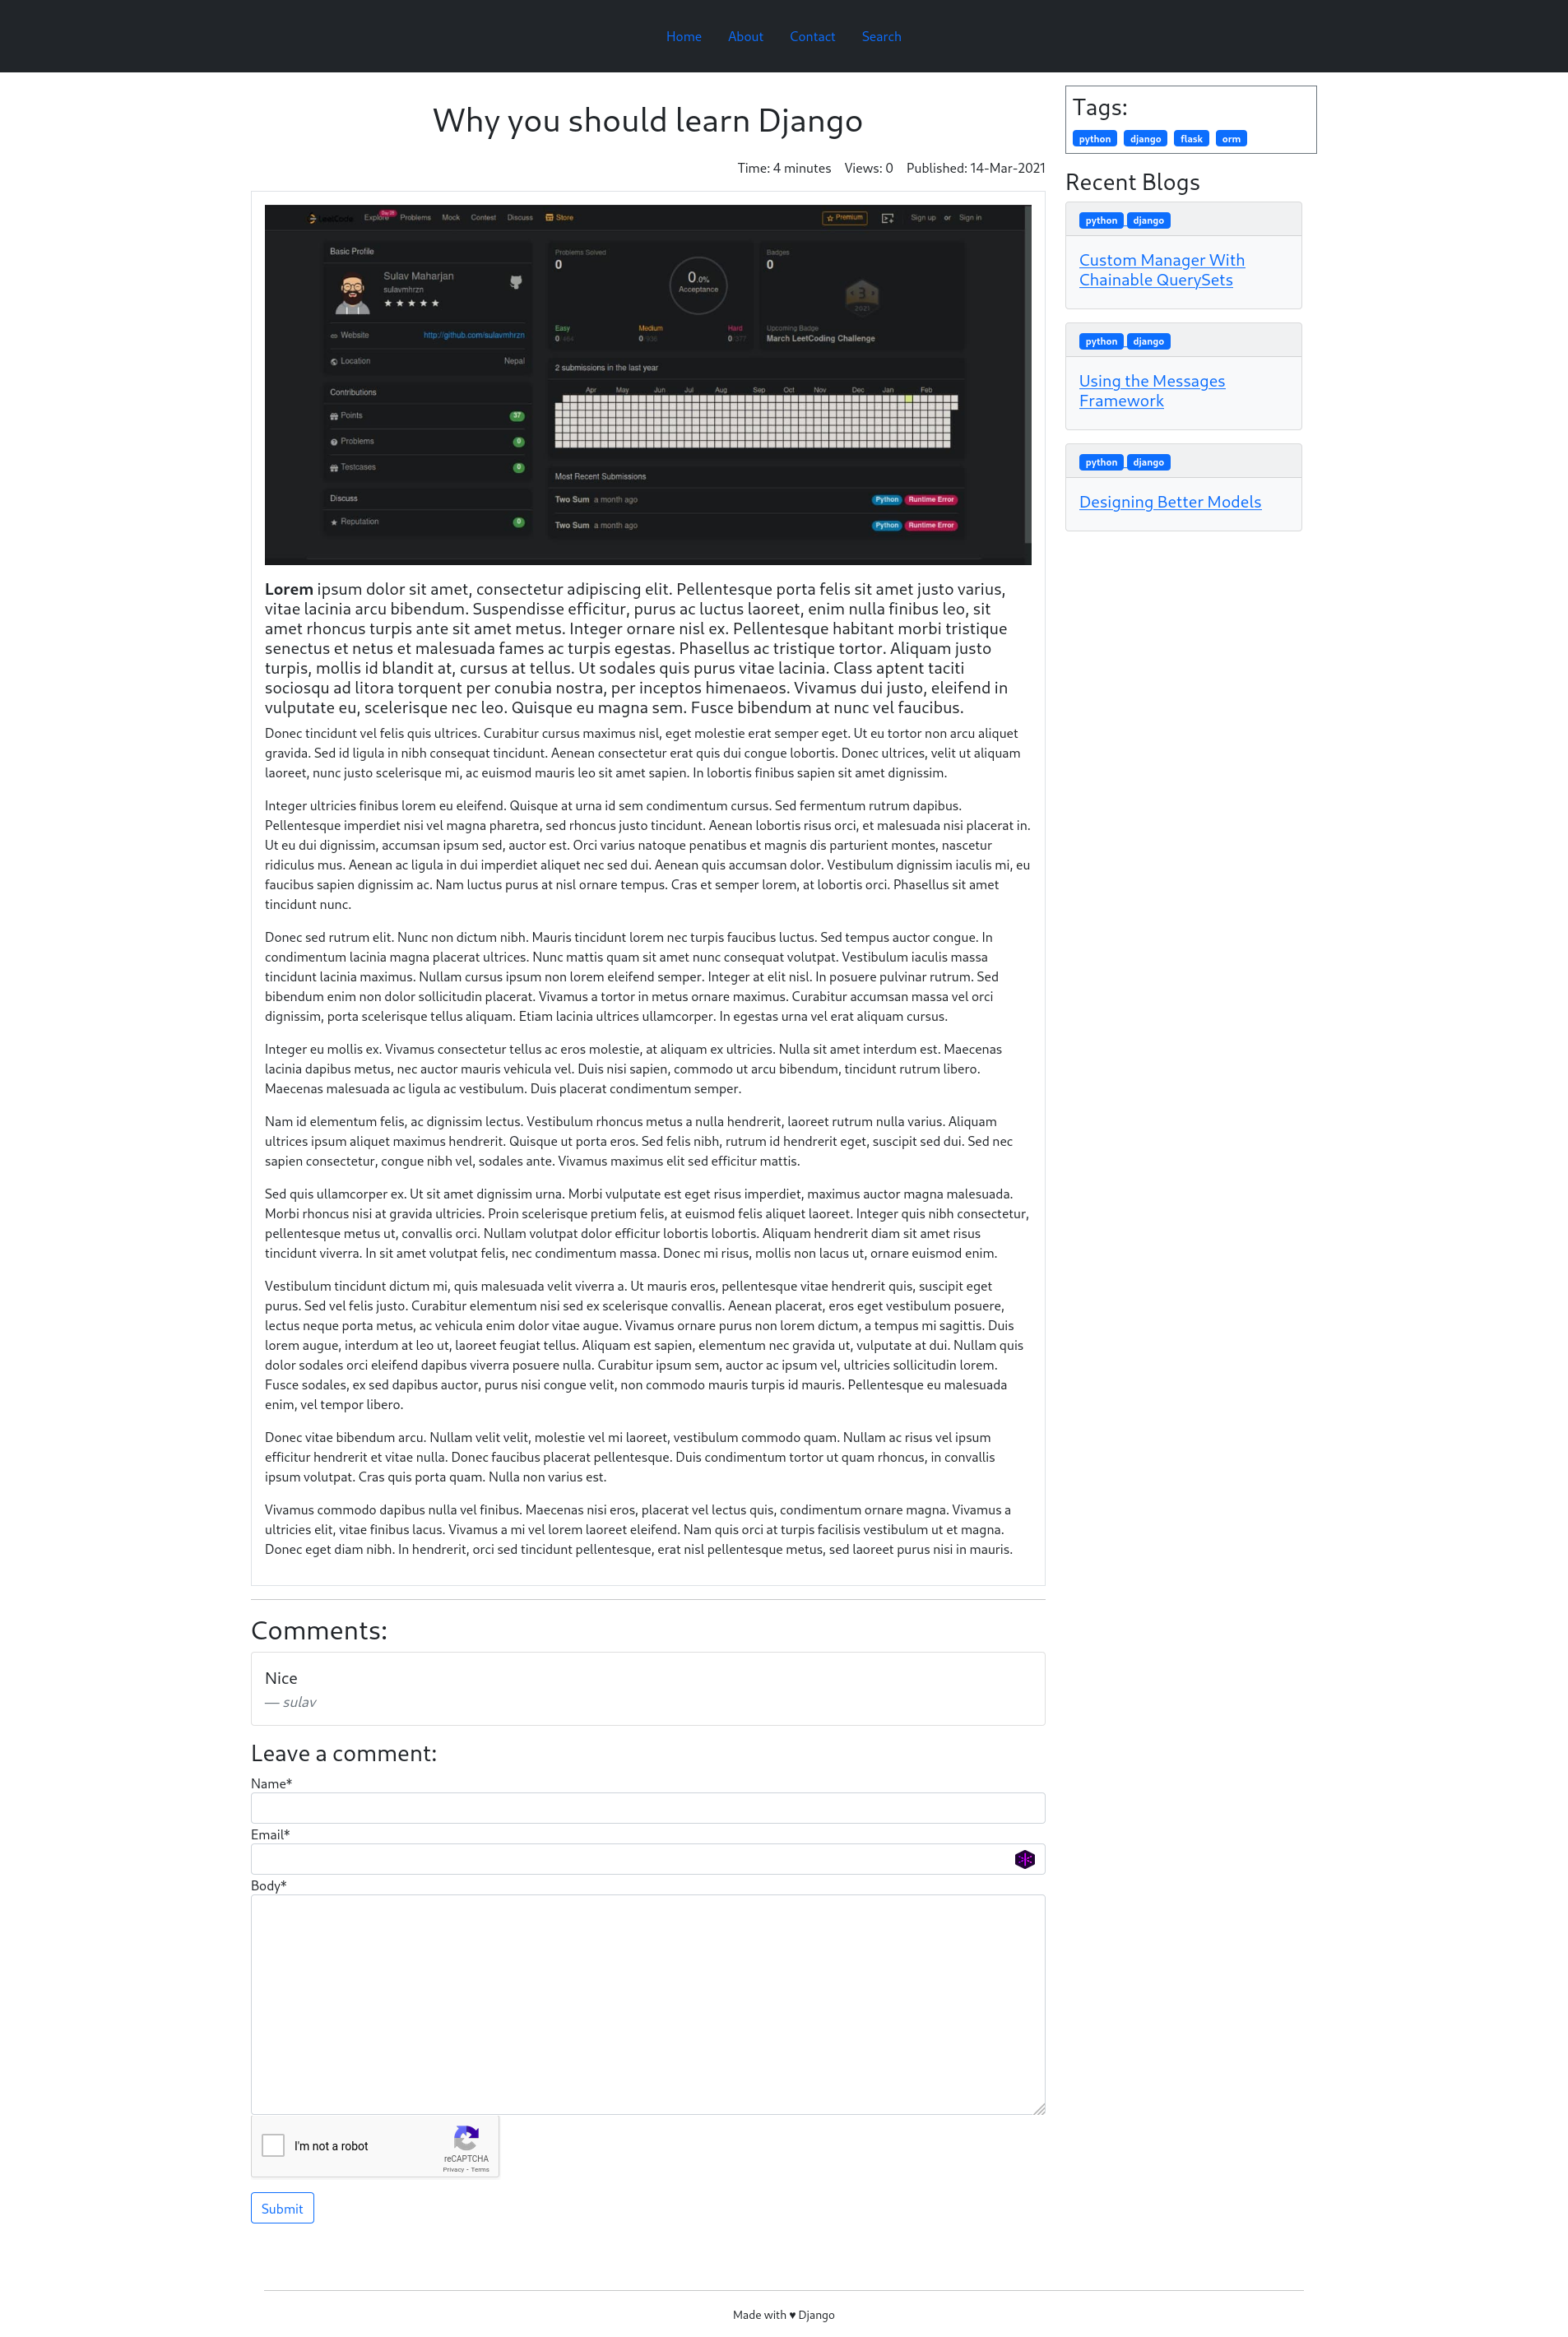 Home About Contact Search
Why you should learn Django
Time: 4 minutes Views: 0 Published: 14-Mar-2021
Explore Problems Mock Contest Discuss Store Premium Sign up or Sign in
Basic Profile
Sulav Maharjan
sulavmhrzn
Website http://github.com/sulavmhrzn
Location Nepal
Contributions
Points 37
Problems 0
Testcases 0
Discuss
Reputation 0
Problems Solved
0
0.0%
Acceptance
Easy Medium Hard
0 0 0
Badges
0
3
2021
Upcoming Badge
March LeetCoding Challenge
2 submissions in the last year
Apr May Jun Jul Aug Sep Oct Nov Dec Jan Feb
Most Recent Submissions
Two Sum a month ago Python Runtime Error
Two Sum a month ago Python Runtime Error
Lorem ipsum dolor sit amet, consectetur adipiscing elit. Pellentesque porta felis sit amet justo varius,
vitae lacinia arcu bibendum. Suspendisse efficitur, purus ac luctus laoreet, enim nulla finibus leo, sit
amet rhoncus turpis ante sit amet metus. Integer ornare nisl ex. Pellentesque habitant morbi tristique
senectus et netus et malesuada fames ac turpis egestas. Phasellus ac tristique tortor. Aliquam justo
turpis, mollis id blandit at, cursus at tellus. Ut sodales quis purus vitae lacinia. Class aptent taciti
sociosqu ad litora torquent per conubia nostra, per inceptos himenaeos. Vivamus dui justo, eleifend in
vulputate eu, scelerisque nec leo. Quisque eu magna sem. Fusce bibendum at nunc vel faucibus.
Donec tincidunt vel felis quis ultrices. Curabitur cursus maximus nisl, eget molestie erat semper eget. Ut eu tortor non arcu aliquet
gravida. Sed id ligula in nibh consequat tincidunt. Aenean consectetur erat quis dui congue lobortis. Donec ultrices, velit ut aliquam
laoreet, nunc justo scelerisque mi, ac euismod mauris leo sit amet sapien. In lobortis finibus sapien sit amet dignissim.
Integer ultricies finibus lorem eu eleifend. Quisque at urna id sem condimentum cursus. Sed fermentum rutrum dapibus.
Pellentesque imperdiet nisi vel magna pharetra, sed rhoncus justo tincidunt. Aenean lobortis risus orci, et malesuada nisi placerat in.
Ut eu dui dignissim, accumsan ipsum sed, auctor est. Orci varius natoque penatibus et magnis dis parturient montes, nascetur
ridiculus mus. Aenean ac ligula in dui imperdiet aliquet nec sed dui. Aenean quis accumsan dolor. Vestibulum dignissim iaculis mi, eu
faucibus sapien dignissim ac. Nam luctus purus at nisl ornare tempus. Cras et semper lorem, at lobortis orci. Phasellus sit amet
tincidunt nunc.
Donec sed rutrum elit. Nunc non dictum nibh. Mauris tincidunt lorem nec turpis faucibus luctus. Sed tempus auctor congue. In
condimentum lacinia magna placerat ultrices. Nunc mattis quam sit amet nunc consequat volutpat. Vestibulum iaculis massa
tincidunt lacinia maximus. Nullam cursus ipsum non lorem eleifend semper. Integer at elit nisl. In posuere pulvinar rutrum. Sed
bibendum enim non dolor sollicitudin placerat. Vivamus a tortor in metus ornare maximus. Curabitur accumsan massa vel orci
dignissim, porta scelerisque tellus aliquam. Etiam lacinia ultrices ullamcorper. In egestas urna vel erat aliquam cursus.
Integer eu mollis ex. Vivamus consectetur tellus ac eros molestie, at aliquam ex ultricies. Nulla sit amet interdum est. Maecenas
lacinia dapibus metus, nec auctor mauris vehicula vel. Duis nisi sapien, commodo ut arcu bibendum, tincidunt rutrum libero.
Maecenas malesuada ac ligula ac vestibulum. Duis placerat condimentum semper.
Nam id elementum felis, ac dignissim lectus. Vestibulum rhoncus metus a nulla hendrerit, laoreet rutrum nulla varius. Aliquam
ultrices ipsum aliquet maximus hendrerit. Quisque ut porta eros. Sed felis nibh, rutrum id hendrerit eget, suscipit sed dui. Sed nec
sapien consectetur, congue nibh vel, sodales ante. Vivamus maximus elit sed efficitur mattis.
Sed quis ullamcorper ex. Ut sit amet dignissim urna. Morbi vulputate est eget risus imperdiet, maximus auctor magna malesuada.
Morbi rhoncus nisi at gravida ultricies. Proin scelerisque pretium felis, at euismod felis aliquet laoreet. Integer quis nibh consectetur,
pellentesque metus ut, convallis orci. Nullam volutpat dolor efficitur lobortis lobortis. Aliquam hendrerit diam sit amet risus
tincidunt viverra. In sit amet volutpat felis, nec condimentum massa. Donec mi risus, mollis non lacus ut, ornare euismod enim.
Vestibulum tincidunt dictum mi, quis malesuada velit viverra a. Ut mauris eros, pellentesque vitae hendrerit quis, suscipit eget
purus. Sed vel felis justo. Curabitur elementum nisi sed ex scelerisque convallis. Aenean placerat, eros eget vestibulum posuere,
lectus neque porta metus, ac vehicula enim dolor vitae augue. Vivamus ornare purus non lorem dictum, a tempus mi sagittis. Duis
lorem augue, interdum at leo ut, laoreet feugiat tellus. Aliquam est sapien, elementum nec gravida ut, vulputate at dui. Nullam quis
dolor sodales orci eleifend dapibus viverra posuere nulla. Curabitur ipsum sem, auctor ac ipsum vel, ultricies sollicitudin lorem.
Fusce sodales, ex sed dapibus auctor, purus nisi congue velit, non commodo mauris turpis id mauris. Pellentesque eu malesuada
enim, vel tempor libero.
Donec vitae bibendum arcu. Nullam velit velit, molestie vel mi laoreet, vestibulum commodo quam. Nullam ac risus vel ipsum
efficitur hendrerit et vitae nulla. Donec faucibus placerat pellentesque. Duis condimentum tortor ut quam rhoncus, in convallis
ipsum volutpat. Cras quis porta quam. Nulla non varius est.
Vivamus commodo dapibus nulla vel finibus. Maecenas nisi eros, placerat vel lectus quis, condimentum ornare magna. Vivamus a
ultricies elit, vitae finibus lacus. Vivamus a mi vel lorem laoreet eleifend. Nam quis orci at turpis facilisis vestibulum ut et magna.
Donec eget diam nibh. In hendrerit, orci sed tincidunt pellentesque, erat nisl pellentesque metus, sed laoreet purus nisi in mauris.
Comments:
Nice
— sulav
Leave a comment:
Name*
Email*
Body*
I'm not a robot
reCAPTCHA
Privacy - Terms
Submit
Tags:
python django flask orm
Recent Blogs
python django
Custom Manager With
Chainable QuerySets
python django
Using the Messages
Framework
python django
Designing Better Models
Made with ♥ Django